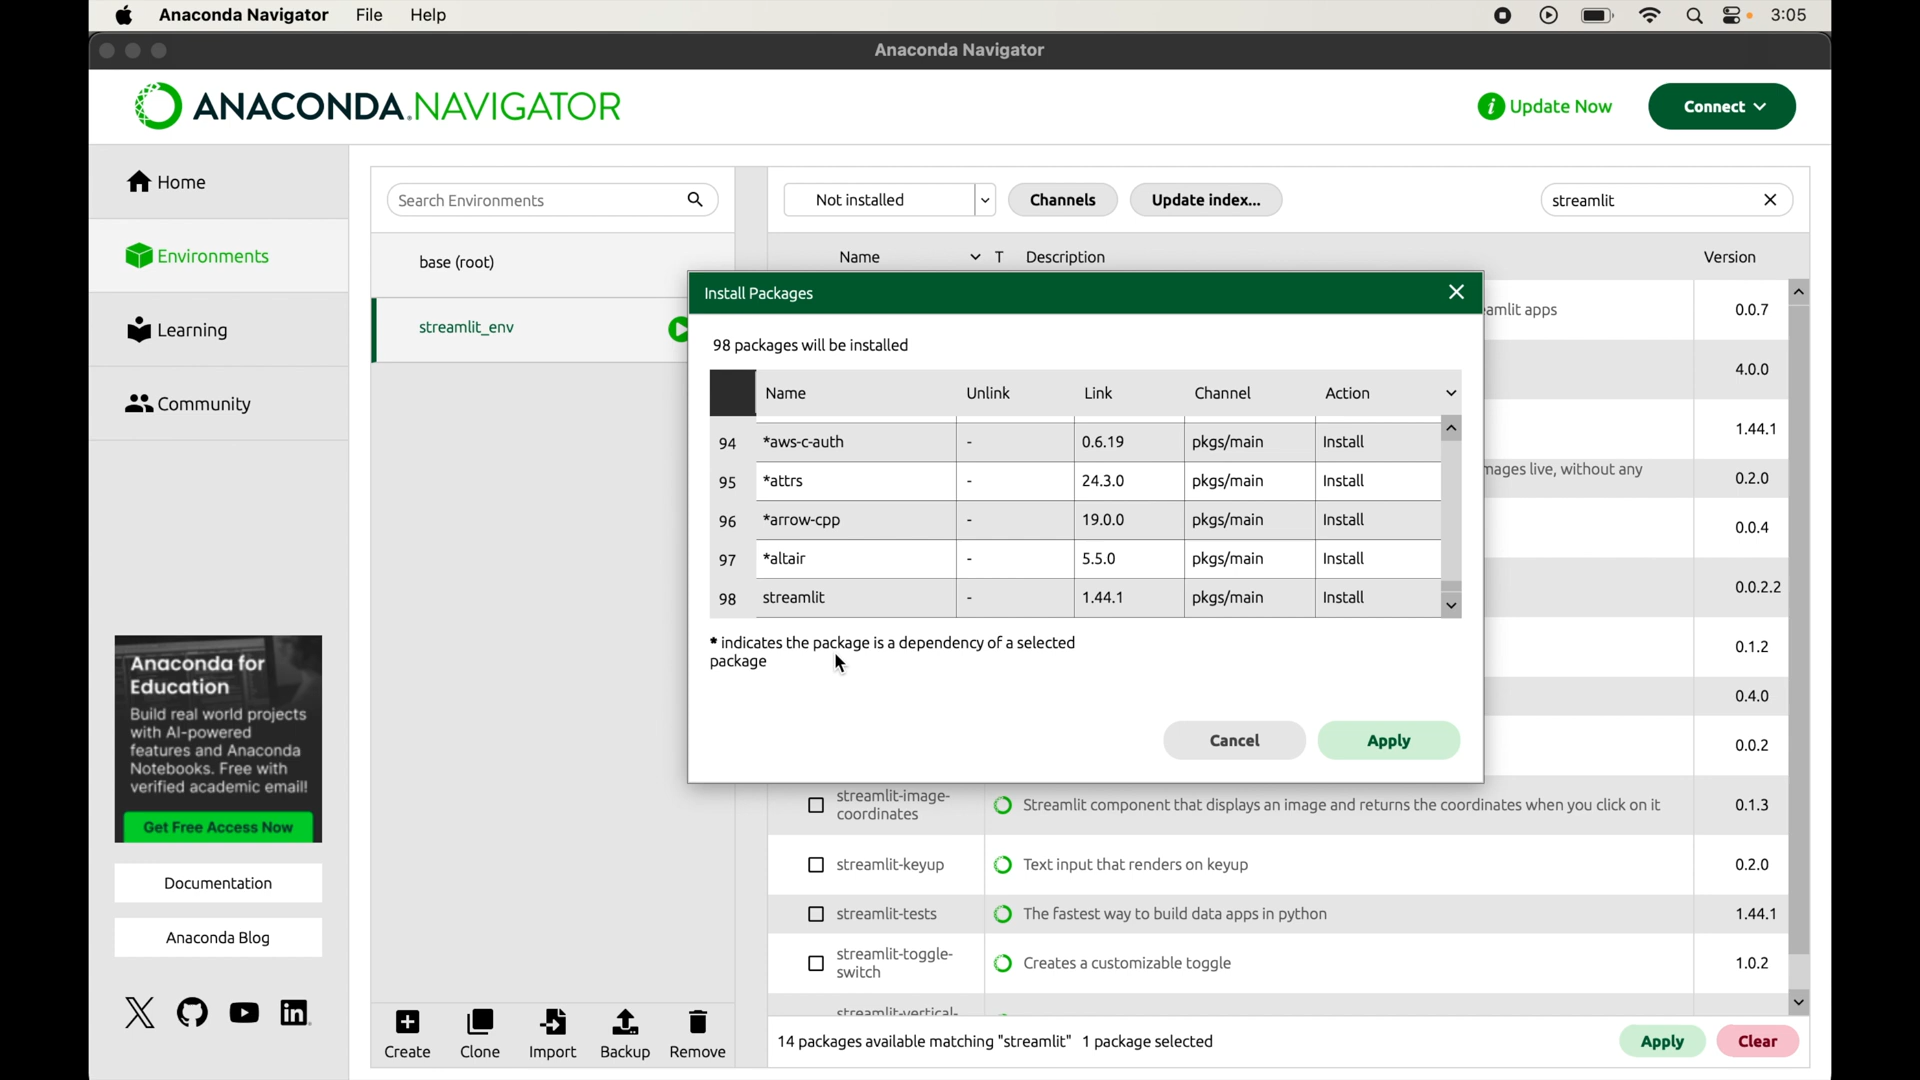 Anaconda Navigator File Help 3:05
Anaconda Navigator
ANACONDA.NAVIGATOR
i Update Now
Connect
Home
Environments
Learning
Community
Anaconda for
Education
Build real world projects
with AI-powered
features and Anaconda
Notebooks. Free with
verified academic email!
Get Free Access Now
Documentation
Anaconda Blog
Search Environments
base (root)
streamlit_env
Create Clone Import Backup Remove
Not installed Channels Update index... streamlit
Name T Description Version
amlit apps 0.0.7
4.0.0
1.44.1
mages live, without any 0.2.0
0.0.4
0.0.2.2
0.1.2
0.4.0
0.0.2
Install Packages
98 packages will be installed
Name Unlink Link Channel Action
94 *aws-c-auth - 0.6.19 pkgs/main Install
95 *attrs - 24.3.0 pkgs/main Install
96 *arrow-cpp - 19.0.0 pkgs/main Install
97 *altair - 5.5.0 pkgs/main Install
98 streamlit - 1.44.1 pkgs/main Install
* indicates the package is a dependency of a selected
package
Cancel Apply
streamlit-image-
coordinates Streamlit component that displays an image and returns the coordinates when you click on it 0.1.3
streamlit-keyup Text input that renders on keyup 0.2.0
streamlit-tests The fastest way to build data apps in python 1.44.1
streamlit-toggle-
switch Creates a customizable toggle 1.0.2
streamlit-vertical-
14 packages available matching "streamlit" 1 package selected
Apply Clear